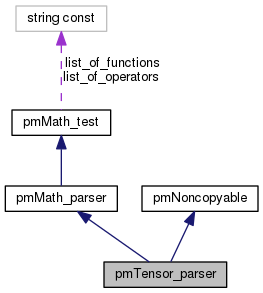 string const
list_of_functions
list_of_operators
pmMath_test
pmMath_parser
pmNoncopyable
pmTensor_parser